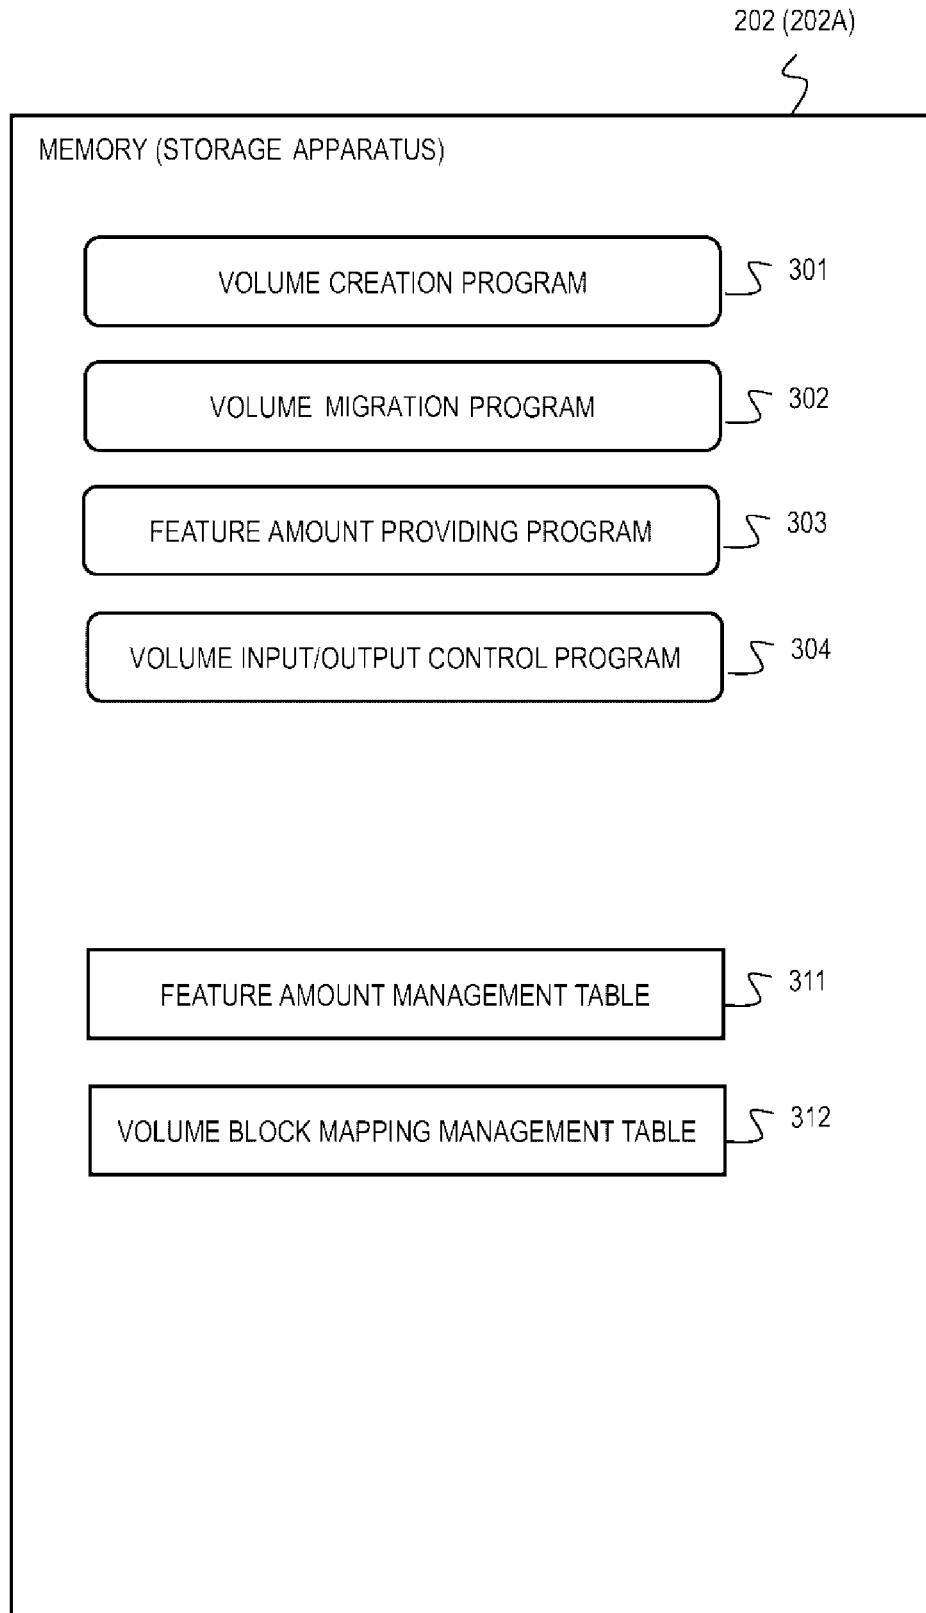 202 (202A)
MEMORY (STORAGE APPARATUS)
VOLUME CREATION PROGRAM
301
VOLUME MIGRATION PROGRAM
302
FEATURE AMOUNT PROVIDING PROGRAM
303
VOLUME INPUT/OUTPUT CONTROL PROGRAM
304
FEATURE AMOUNT MANAGEMENT TABLE
311
VOLUME BLOCK MAPPING MANAGEMENT TABLE
312